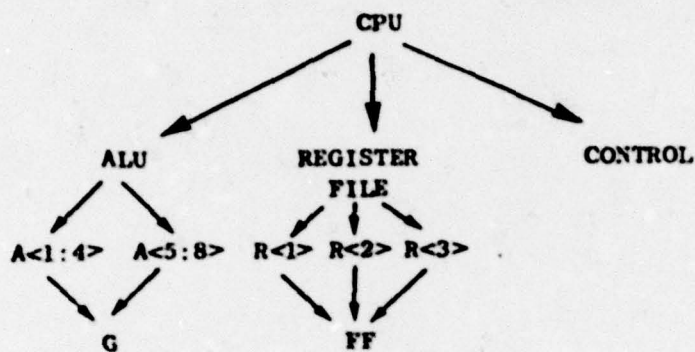 CPU
ALU
REGISTER
FILE
CONTROL
A<1:4>
A<5:8>
R<1>
R<2>
R<3>
G
FF